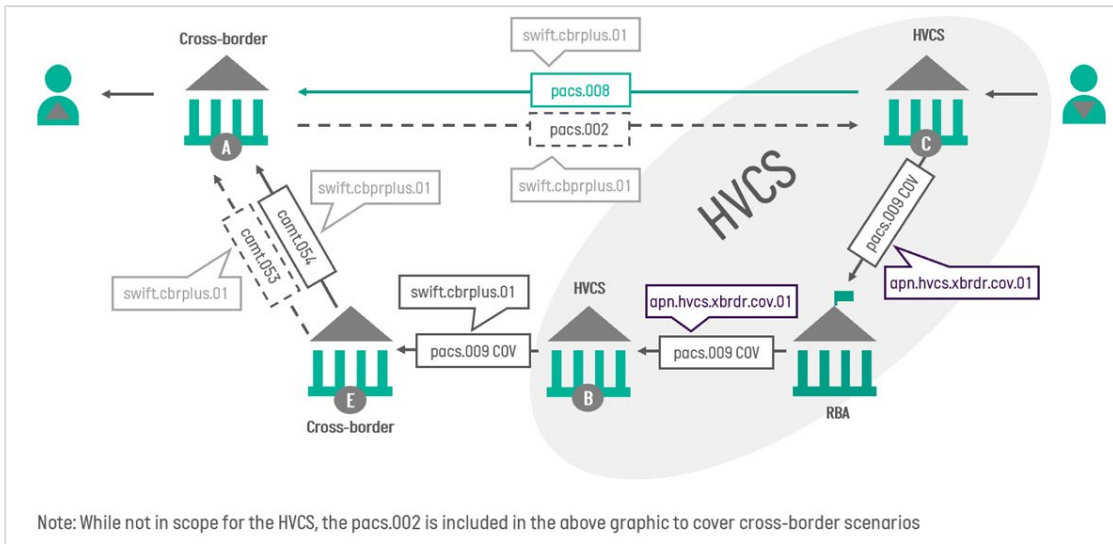 Cross-border
swift.cbrplus.01
HVCS
pacs.008
pacs.002
swift.cbprplus.01
A
C
HVCS
swift.cbprplus.01
camt.054
camt.053
swift.cbrplus.01
pacs.009 COV
apn.hvcs.xbrdr.cov.01
swift.cbrplus.01
HVCS
apn.hvcs.xbrdr.cov.01
pacs.009 COV
pacs.009 COV
E
B
RBA
Cross-border
Note: While not in scope for the HVCS, the pacs.002 is included in the above graphic to cover cross-border scenarios